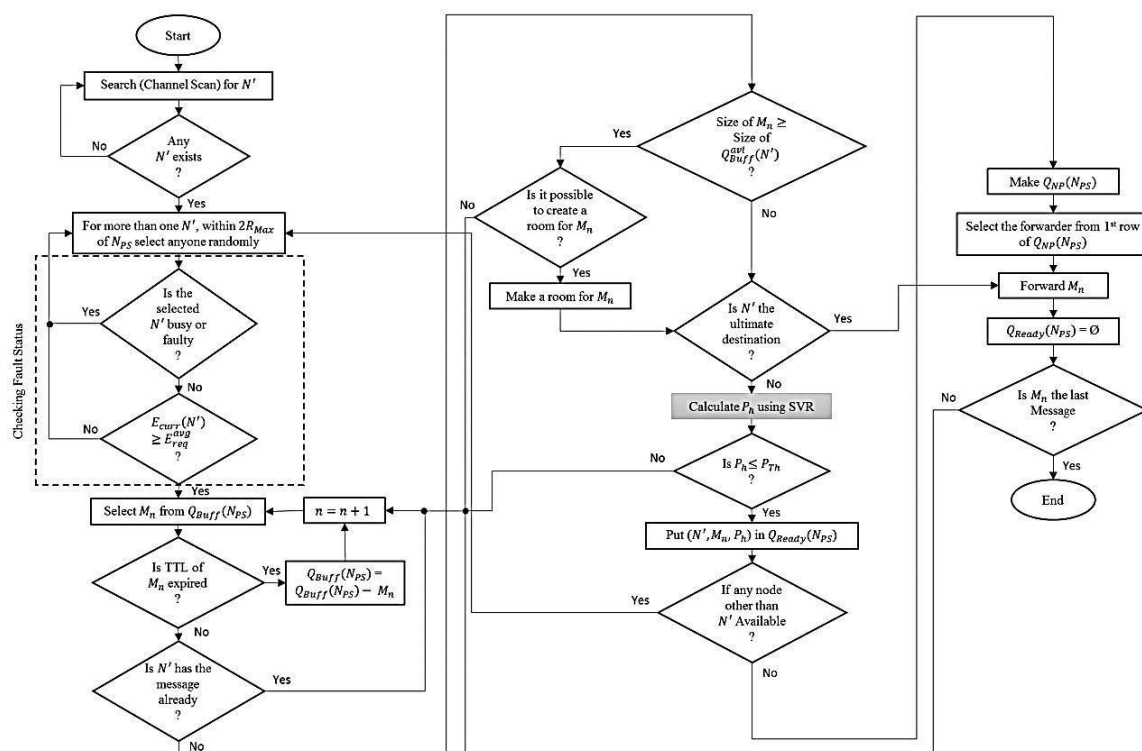 Start
Search (Channel Scan) for N′
No
Any
N′ exists
?
Yes
For more than one N′, within 2R_Max
of N_PS select anyone randomly
Checking Fault Status
Yes
Is the
selected
N′ busy or
faulty
?
No
No
E_curr(N′)
≥ E_req^avg
?
Yes
Select M_n from Q_Buff(N_PS)
n = n + 1
Is TTL of
M_n expired
?
Yes
Q_Buff(N_PS) =
Q_Buff(N_PS) − M_n
No
Is N′ has the
message
already
?
Yes
No
Size of M_n ≥
Size of
Q_Buff^avl(N′)
?
Yes
No
Is it possible
to create a
room for M_n
?
No
Yes
Make a room for M_n
Is N′ the
ultimate
destination
?
Yes
No
Calculate P_h using SVR
Is P_h ≤ P_Th
?
No
Yes
Put (N′, M_n, P_h) in Q_Ready(N_PS)
If any node
other than
N′ Available
?
Yes
No
Make Q_NP(N_PS)
Select the forwarder from 1st row
of Q_NP(N_PS)
Forward M_n
Q_Ready(N_PS) = Ø
Is M_n the last
Message
?
No
Yes
End